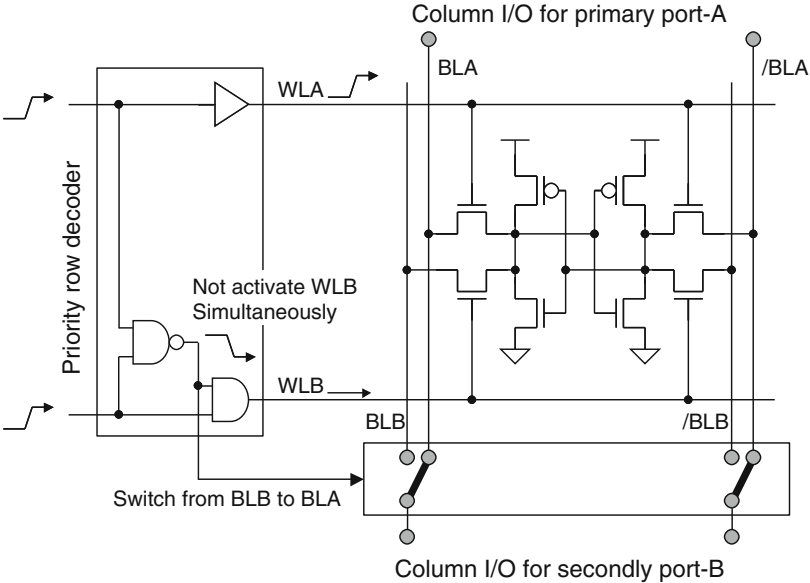 Column I/O for primary port-A
BLA
/BLA
WLA
Priority row decoder
Not activate WLB
Simultaneously
WLB
BLB
/BLB
Switch from BLB to BLA
Column I/O for secondly port-B